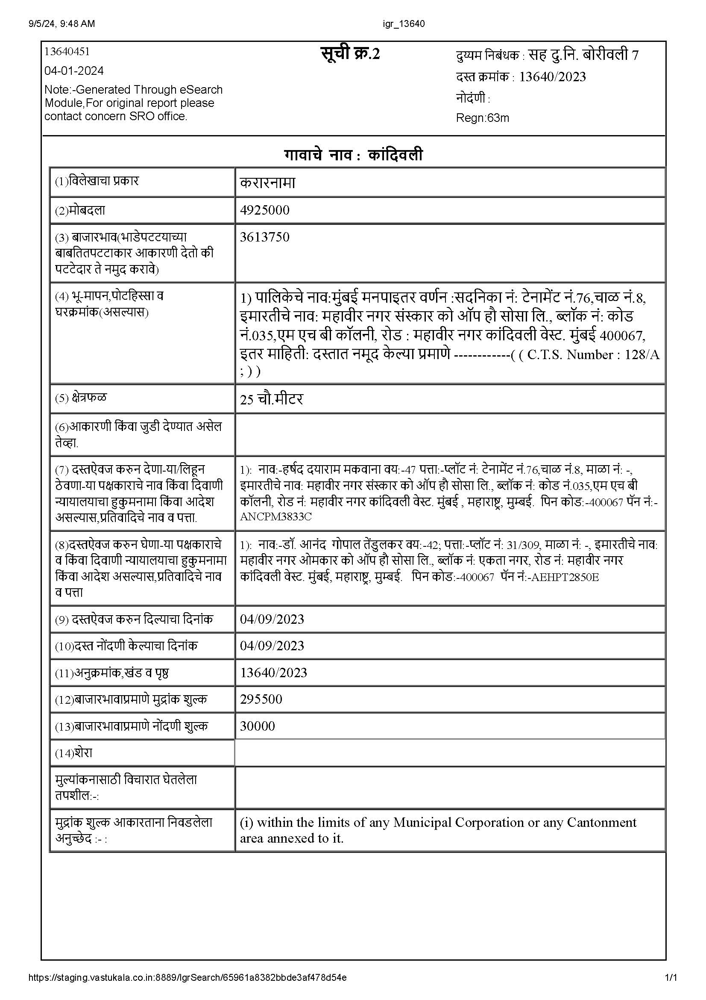 9/5/24, 9:48 AM
igr_13640
13640451
04-01-2024
Note:-Generated Through eSearch
Module,For original report please
contact concern SRO office.
सूची क्र.2
दुय्यम निबंधक : सह दु.नि. बोरीवली 7
दस्त क्रमांक : 13640/2023
नोदंणी :
Regn:63m
गावाचे नाव : कांदिवली
(1)विलेखाचा प्रकार
करारनामा
(2)मोबदला
4925000
(3) बाजारभाव(भाडेपटटयाच्या
बाबतितपटटाकार आकारणी देतो की
पटटेदार ते नमुद करावे)
3613750
(4) भू-मापन,पोटहिस्सा व
घरक्रमांक(असल्यास)
1) पालिकेचे नाव:मुंबई मनपाइतर वर्णन :सदनिका नं: टेनामेंट नं.76,चाळ नं.8,
इमारतीचे नाव: महावीर नगर संस्कार को ऑप हौ सोसा लि., ब्लॉक नं: कोड
नं.035,एम एच बी कॉलनी, रोड : महावीर नगर कांदिवली वेस्ट. मुंबई 400067,
इतर माहिती: दस्तात नमूद केल्या प्रमाणे ------------( ( C.T.S. Number : 128/A
; ) )
(5) क्षेत्रफळ
25 चौ.मीटर
(6)आकारणी किंवा जुडी देण्यात असेल
तेव्हा.
(7) दस्तऐवज करुन देणा-या/लिहून
ठेवणा-या पक्षकाराचे नाव किंवा दिवाणी
न्यायालयाचा हुकुमनामा किंवा आदेश
असल्यास,प्रतिवादिचे नाव व पत्ता.
1): नाव:-हर्षद दयाराम मकवाना वय:-47 पत्ता:-प्लॉट नं: टेनामेंट नं.76,चाळ नं.8, माळा नं: -,
इमारतीचे नाव: महावीर नगर संस्कार को ऑप हौ सोसा लि., ब्लॉक नं: कोड नं.035,एम एच बी
कॉलनी, रोड नं: महावीर नगर कांदिवली वेस्ट. मुंबई , महाराष्ट्र, मुम्बई. पिन कोड:-400067 पॅन नं:-
ANCPM3833C
(8)दस्तऐवज करुन घेणा-या पक्षकाराचे
व किंवा दिवाणी न्यायालयाचा हुकुमनामा
किंवा आदेश असल्यास,प्रतिवादिचे नाव
व पत्ता
1): नाव:-डॉ. आनंद गोपाल तेंडुलकर वय:-42; पत्ता:-प्लॉट नं: 31/309, माळा नं: -, इमारतीचे नाव:
महावीर नगर ओमकार को ऑप हौ सोसा लि., ब्लॉक नं: एकता नगर, रोड नं: महावीर नगर
कांदिवली वेस्ट. मुंबई, महाराष्ट्र, मुम्बई. पिन कोड:-400067 पॅन नं:-AEHPT2850E
(9) दस्तऐवज करुन दिल्याचा दिनांक
04/09/2023
(10)दस्त नोंदणी केल्याचा दिनांक
04/09/2023
(11)अनुक्रमांक,खंड व पृष्ठ
13640/2023
(12)बाजारभावाप्रमाणे मुद्रांक शुल्क
295500
(13)बाजारभावाप्रमाणे नोंदणी शुल्क
30000
(14)शेरा
मुल्यांकनासाठी विचारात घेतलेला
तपशील:-:
मुद्रांक शुल्क आकारताना निवडलेला
अनुच्छेद :- :
(i) within the limits of any Municipal Corporation or any Cantonment
area annexed to it.
https://staging.vastukala.co.in:8889/IgrSearch/65961a8382bbde3af478d54e
1/1